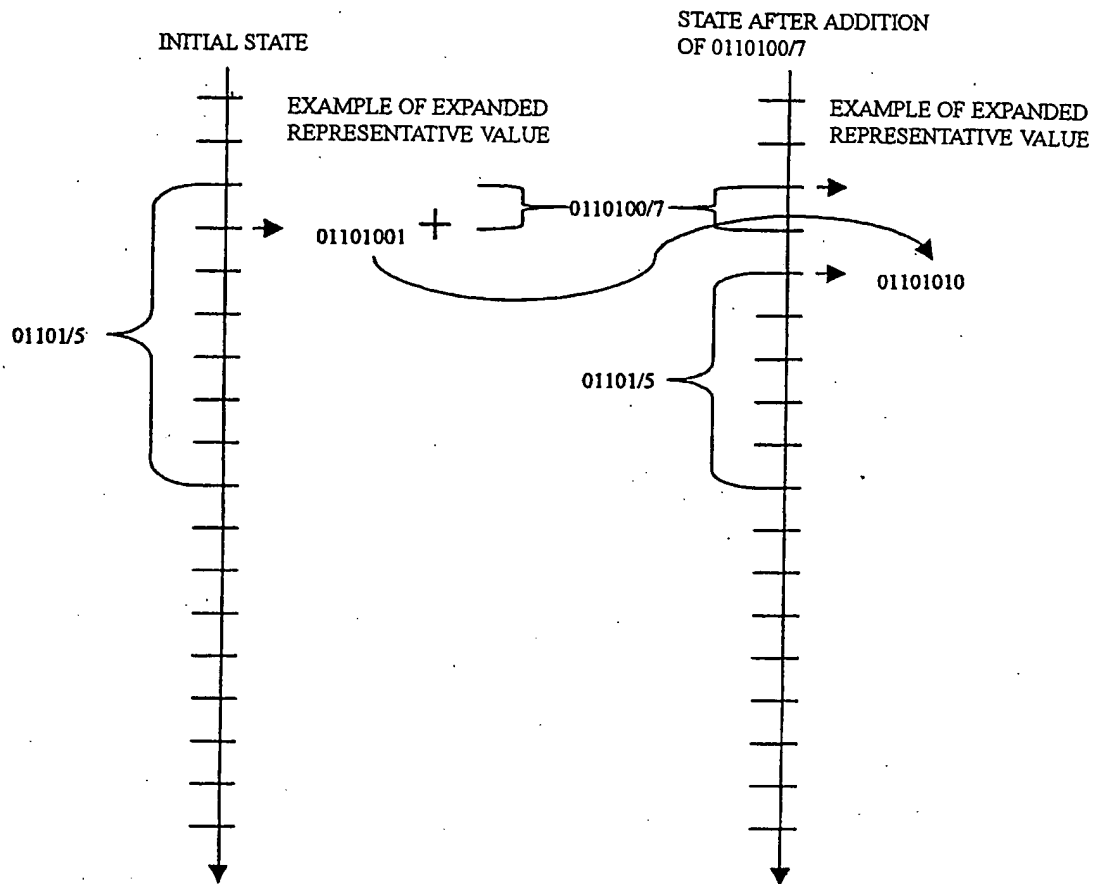 INITIAL STATE
EXAMPLE OF EXPANDED
REPRESENTATIVE VALUE
01101001
+
0110100/7
01101/5
STATE AFTER ADDITION
OF 0110100/7
EXAMPLE OF EXPANDED
REPRESENTATIVE VALUE
01101010
01101/5